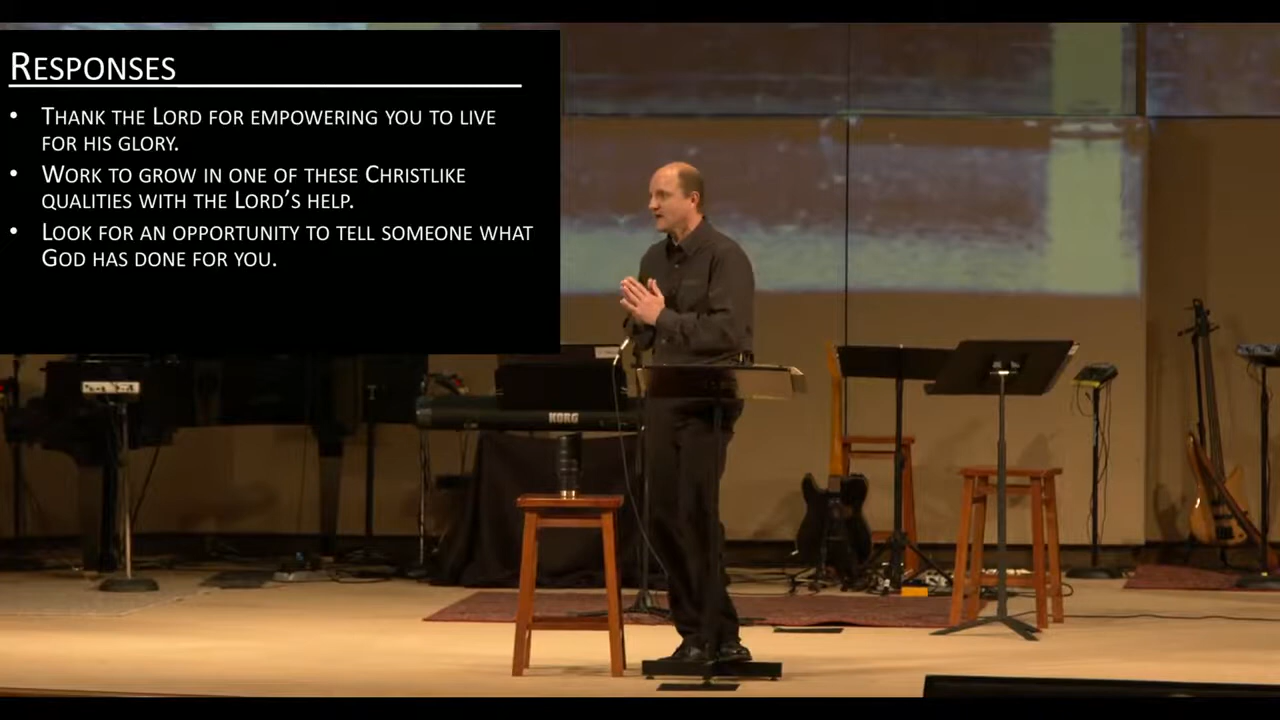 Responses
• Thank the Lord for empowering you to live
for his glory.
• Work to grow in one of these Christlike
qualities with the Lord's help.
• Look for an opportunity to tell someone what
God has done for you.
KORG